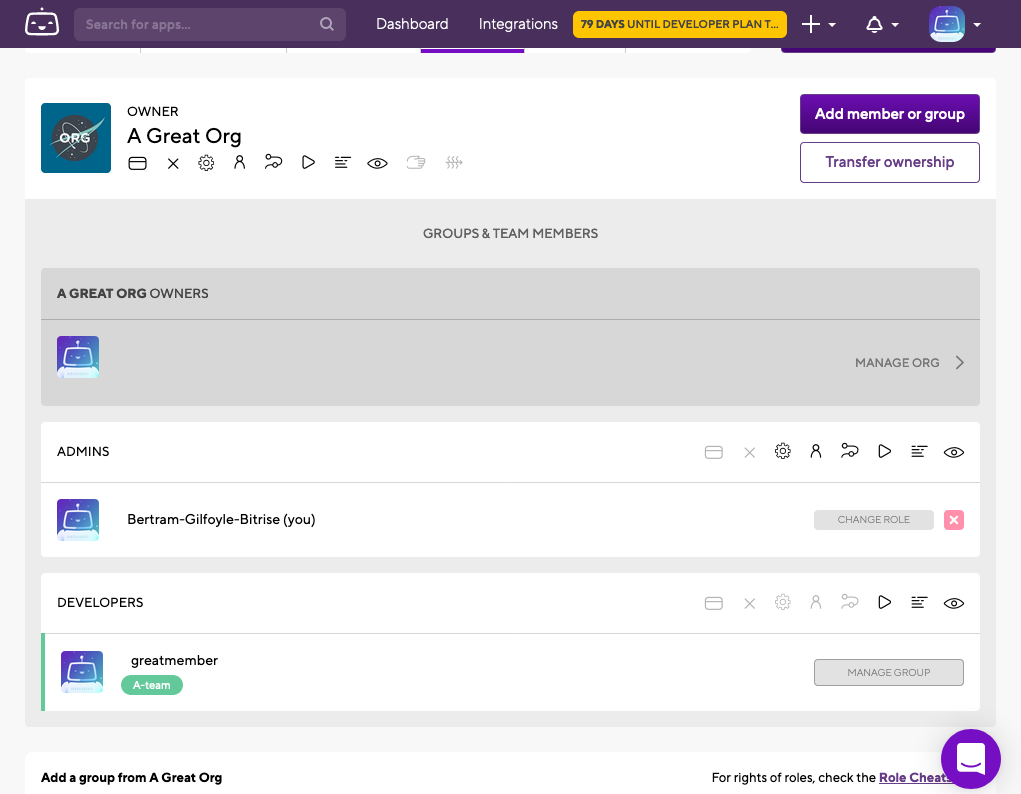 Search for apps...
Dashboard
Integrations
79 DAYS UNTIL DEVELOPER PLAN T...
ORG
OWNER
A Great Org
Add member or group
Transfer ownership
GROUPS & TEAM MEMBERS
A GREAT ORG OWNERS
MANAGE ORG
ADMINS
Bertram-Gilfoyle-Bitrise (you)
CHANGE ROLE
DEVELOPERS
greatmember
A-team
MANAGE GROUP
Add a group from A Great Org
For rights of roles, check the Role Cheats